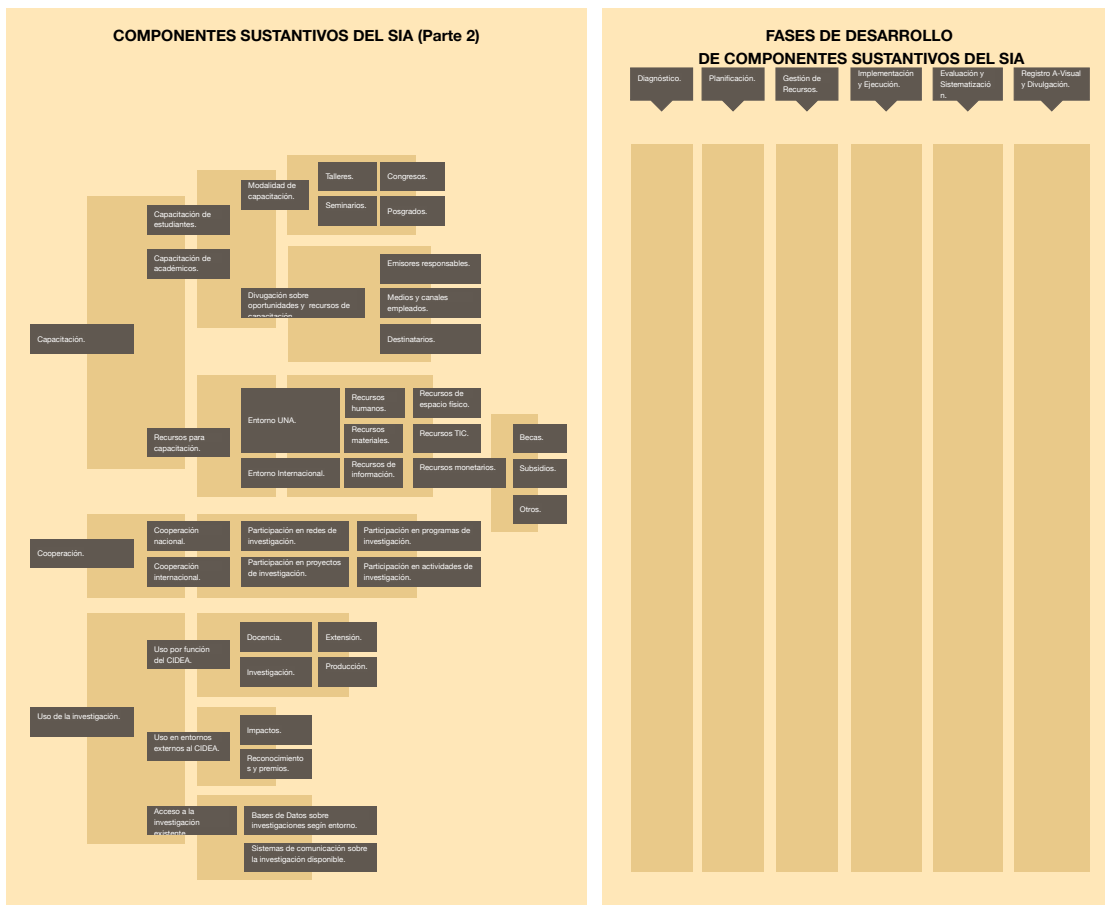 COMPONENTES SUSTANTIVOS DEL SIA (Parte 2)
Capacitación.
Capacitación de
estudiantes.
Capacitación de
académicos.
Modalidad de
capacitación.
Talleres.
Congresos.
Seminarios.
Posgrados.
Divugación sobre
oportunidades y recursos de
capacitación
Emisores responsables.
Medios y canales
empleados.
Destinatarios.
Recursos para
capacitación.
Entorno UNA.
Entorno Internacional.
Recursos
humanos.
Recursos de
espacio físico.
Recursos
materiales.
Recursos TIC.
Recursos de
información.
Recursos monetarios.
Becas.
Subsidios.
Otros.
Cooperación.
Cooperación
nacional.
Cooperación
internacional.
Participación en redes de
investigación.
Participación en programas de
investigación.
Participación en proyectos
de investigación.
Participación en actividades de
investigación.
Uso de la investigación.
Uso por función
del CIDEA.
Docencia.
Extensión.
Investigación.
Producción.
Uso en entornos
externos al CIDEA.
Impactos.
Reconocimiento
s y premios.
Acceso a la
investigación
existente
Bases de Datos sobre
investigaciones según entorno.
Sistemas de comunicación sobre
la investigación disponible.
FASES DE DESARROLLO
DE COMPONENTES SUSTANTIVOS DEL SIA
Diagnóstico.
Planificación.
Gestión de
Recursos.
Implementación
y Ejecución.
Evaluación y
Sistematizació
n.
Registro A-Visual
y Divulgación.